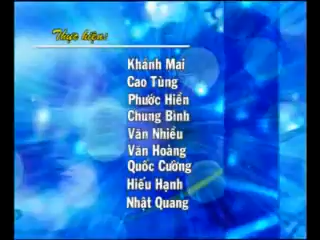 Thực hiện:
Khánh Mai
Cao Tùng
Phước Hiển
Chung Bình
Văn Nhiều
Văn Hoàng
Quốc Cường
Hiếu Hạnh
Nhật Quang